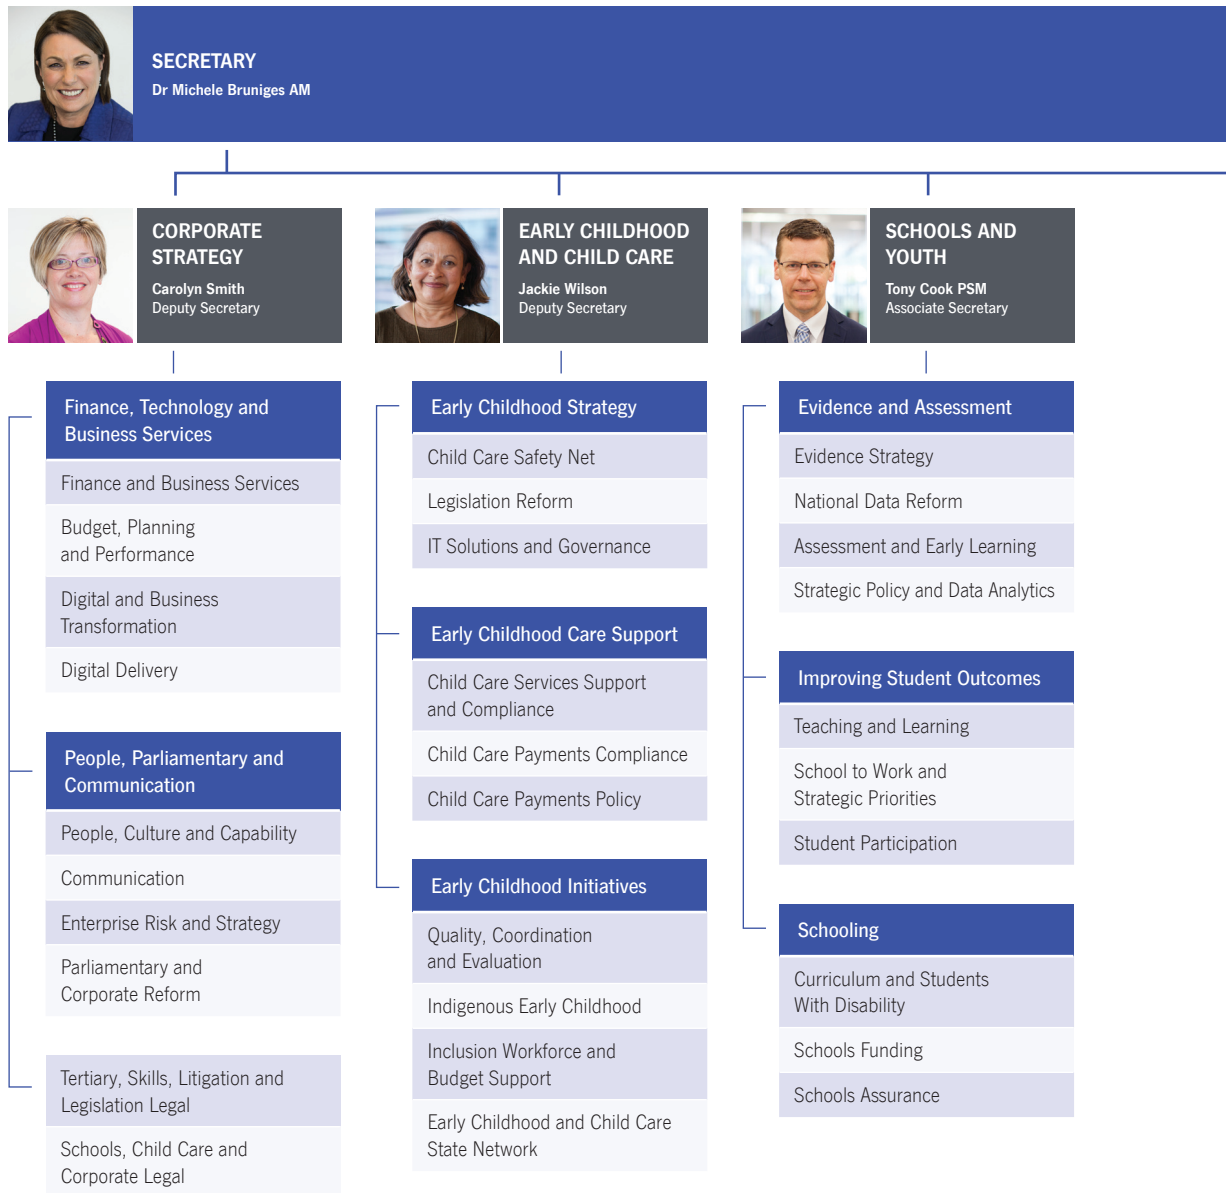 SECRETARY
Dr Michele Bruniges AM
CORPORATE
STRATEGY
Carolyn Smith
Deputy Secretary
Finance, Technology and
Business Services
Finance and Business Services
Budget, Planning
and Performance
Digital and Business
Transformation
Digital Delivery
People, Parliamentary and
Communication
People, Culture and Capability
Communication
Enterprise Risk and Strategy
Parliamentary and
Corporate Reform
Tertiary, Skills, Litigation and
Legislation Legal
Schools, Child Care and
Corporate Legal
EARLY CHILDHOOD
AND CHILD CARE
Jackie Wilson
Deputy Secretary
Early Childhood Strategy
Child Care Safety Net
Legislation Reform
IT Solutions and Governance
Early Childhood Care Support
Child Care Services Support
and Compliance
Child Care Payments Compliance
Child Care Payments Policy
Early Childhood Initiatives
Quality, Coordination
and Evaluation
Indigenous Early Childhood
Inclusion Workforce and
Budget Support
Early Childhood and Child Care
State Network
SCHOOLS AND
YOUTH
Tony Cook PSM
Associate Secretary
Evidence and Assessment
Evidence Strategy
National Data Reform
Assessment and Early Learning
Strategic Policy and Data Analytics
Improving Student Outcomes
Teaching and Learning
School to Work and
Strategic Priorities
Student Participation
Schooling
Curriculum and Students
With Disability
Schools Funding
Schools Assurance